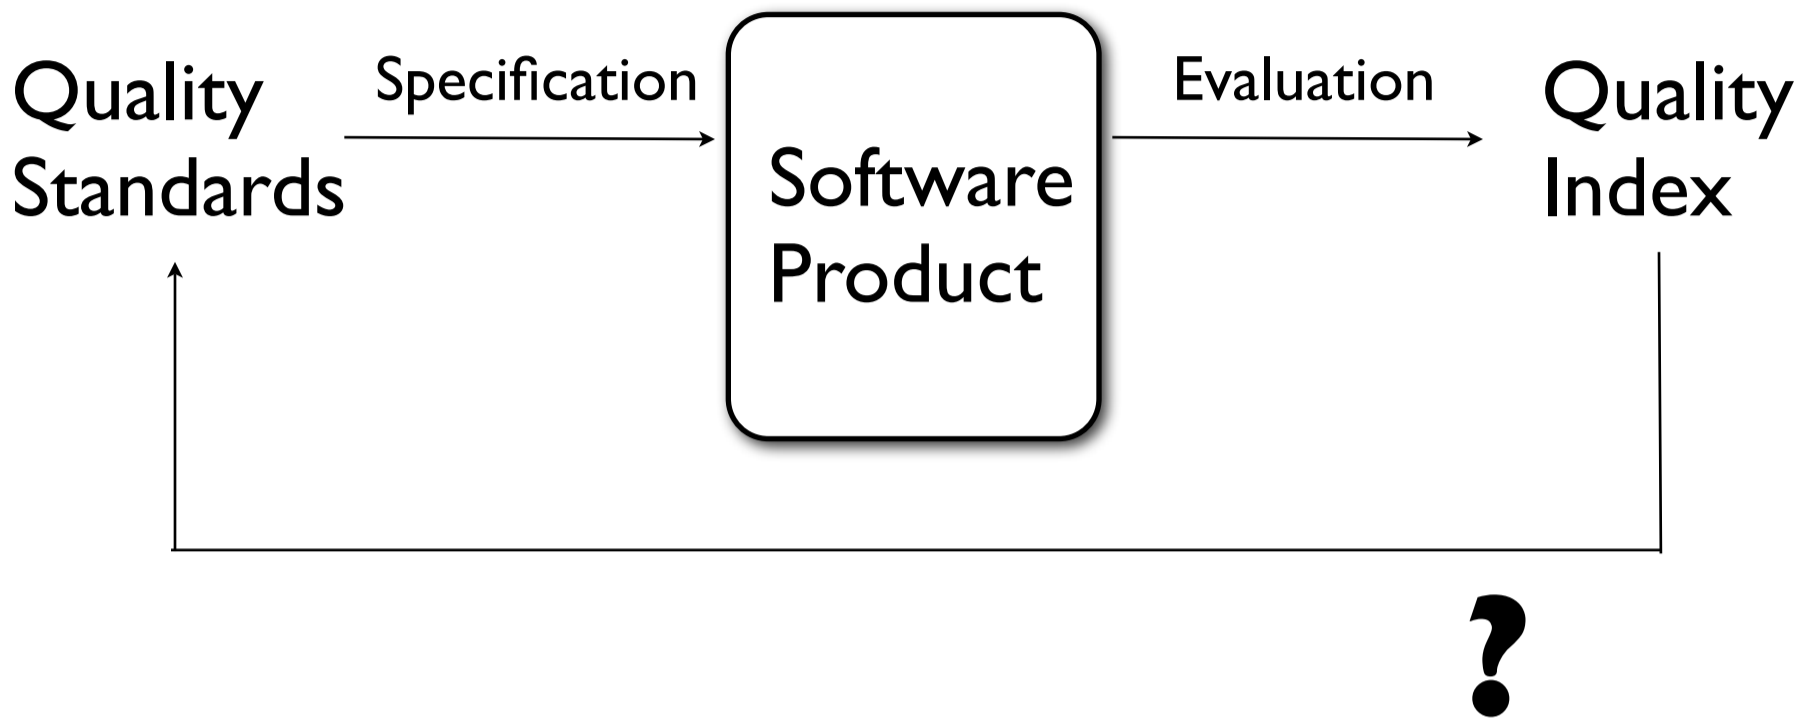 Quality
Standards
Specification
Software
Product
Evaluation
Quality
Index
?